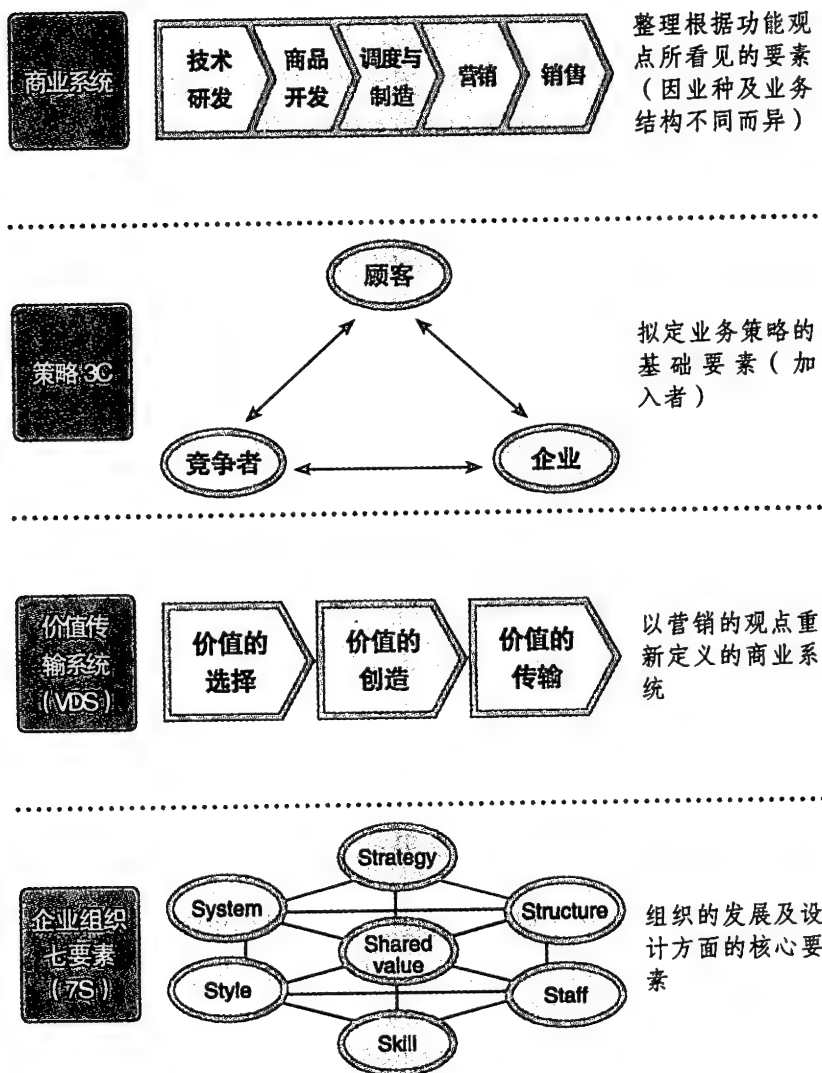 商业系统
技术
研发
商品
开发
调度与
制造
营销
销售
整理根据功能观
点所看见的要素
（因业种及业务
结构不同而异）
策略 3C
顾客
竞争者
企业
拟定业务策略的
基础要素（加
入者）
价值传
输系统
（VDS）
价值的
选择
价值的
创造
价值的
传输
以营销的观点重
新定义的商业系
统
企业组织
七要素
（7S）
Strategy
System
Structure
Shared
value
Style
Staff
Skill
组织的发展及设
计方面的核心要
素